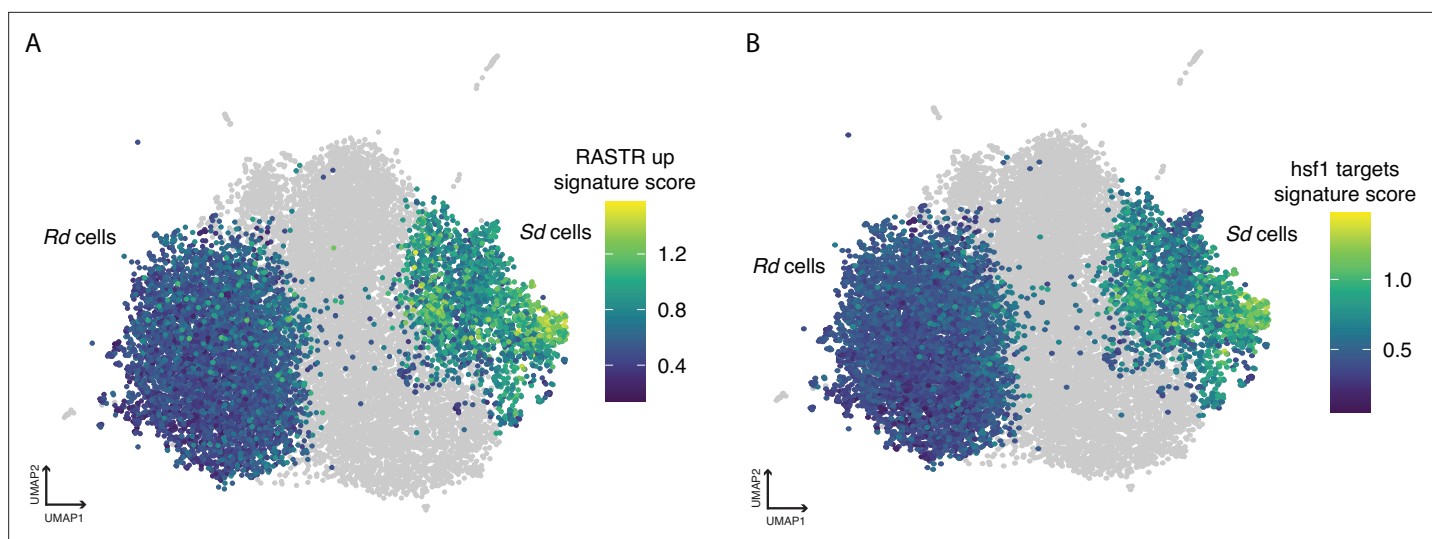 A
RASTR up
signature score
1.2
0.8
0.4
Rd cells
Sd cells
UMAP2
UMAP1
B
hsf1 targets
signature score
1.0
0.5
Rd cells
Sd cells
UMAP2
UMAP1